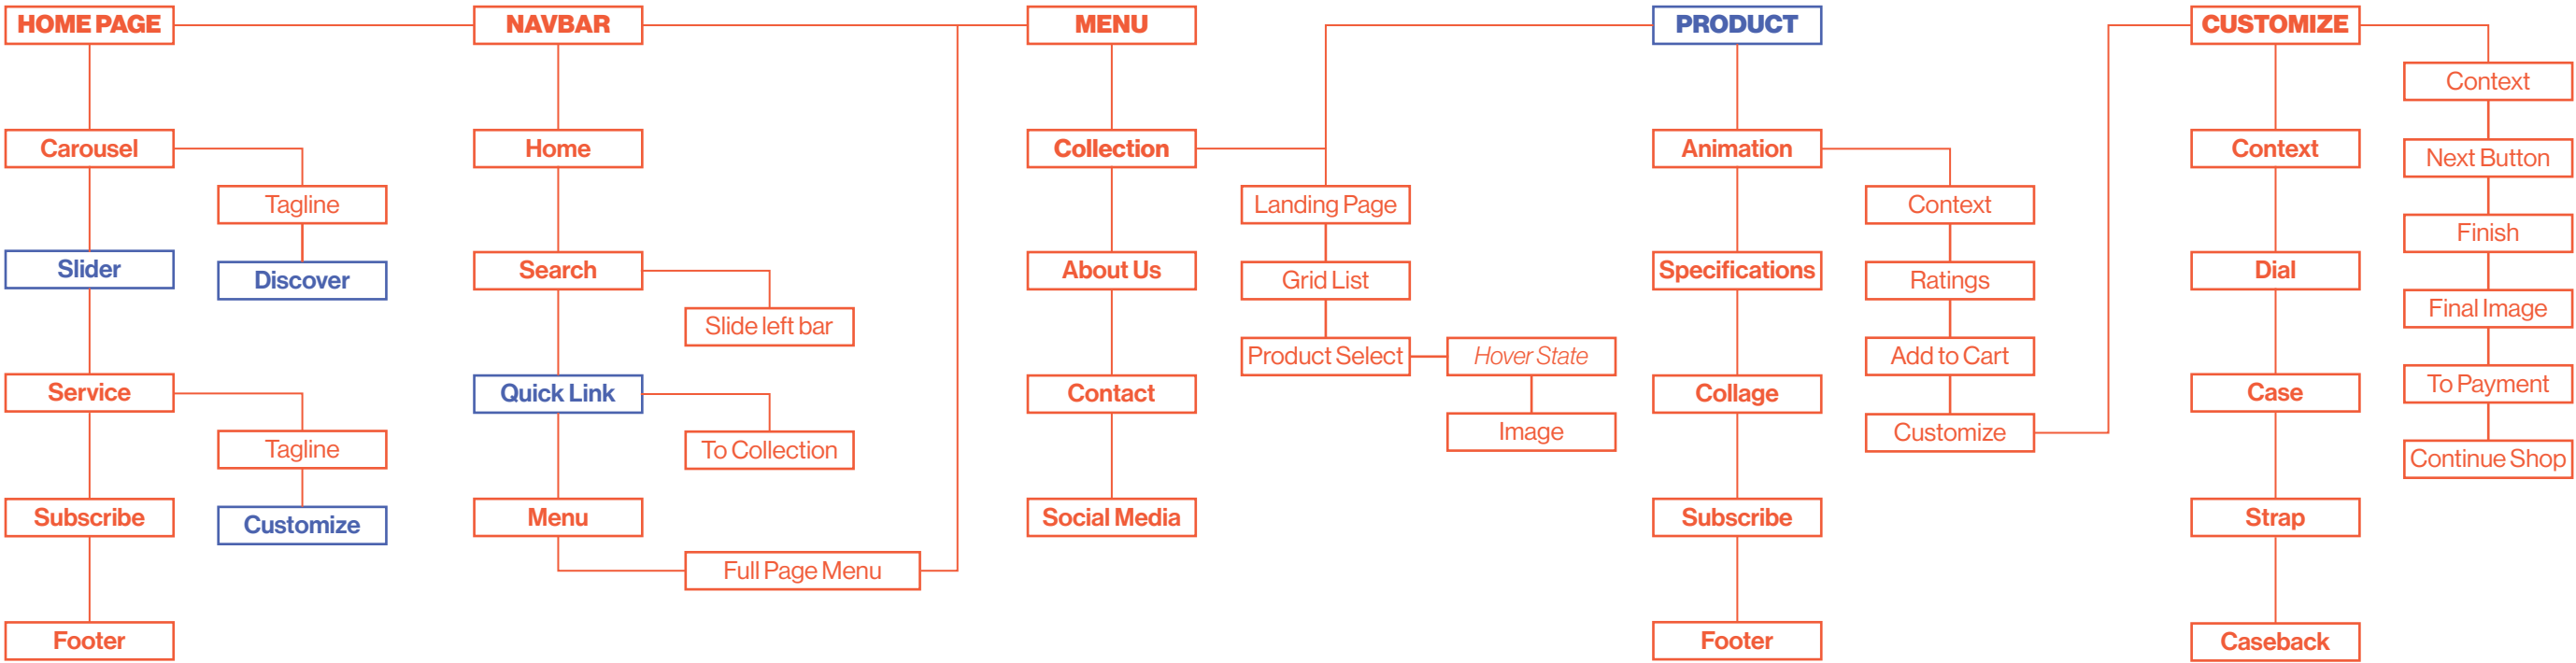 HOME PAGE
Carousel
Tagline
Discover
Slider
Service
Tagline
Customize
Subscribe
Footer
NAVBAR
Home
Search
Slide left bar
Quick Link
To Collection
Menu
Full Page Menu
MENU
Collection
Landing Page
Grid List
Product Select
Hover State
Image
About Us
Contact
Social Media
PRODUCT
Animation
Context
Ratings
Add to Cart
Customize
Specifications
Collage
Subscribe
Footer
CUSTOMIZE
Context
Dial
Case
Strap
Caseback
Context
Next Button
Finish
Final Image
To Payment
Continue Shop